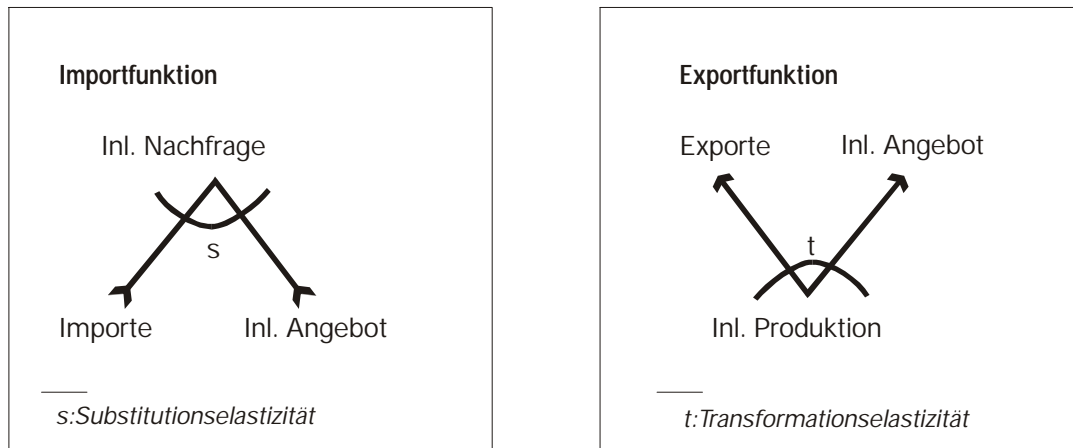 Importfunktion
Inl. Nachfrage
s
Importe
Inl. Angebot
s:Substitutionselastizität
Exportfunktion
Exporte
Inl. Angebot
t
Inl. Produktion
t:Transformationselastizität